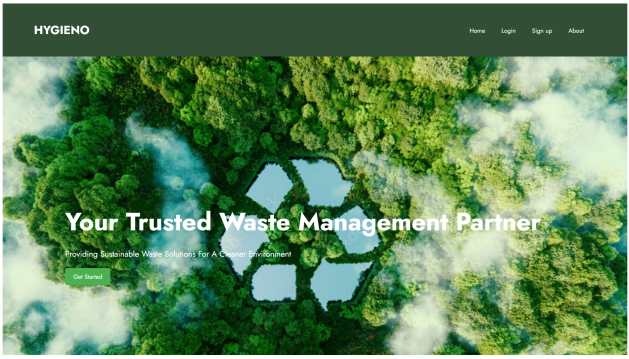 HYGIENO
Home Login Sign up About
Your Trusted Waste Management Partner
Providing Sustainable Waste Solutions For A Cleaner Environment
Get Started